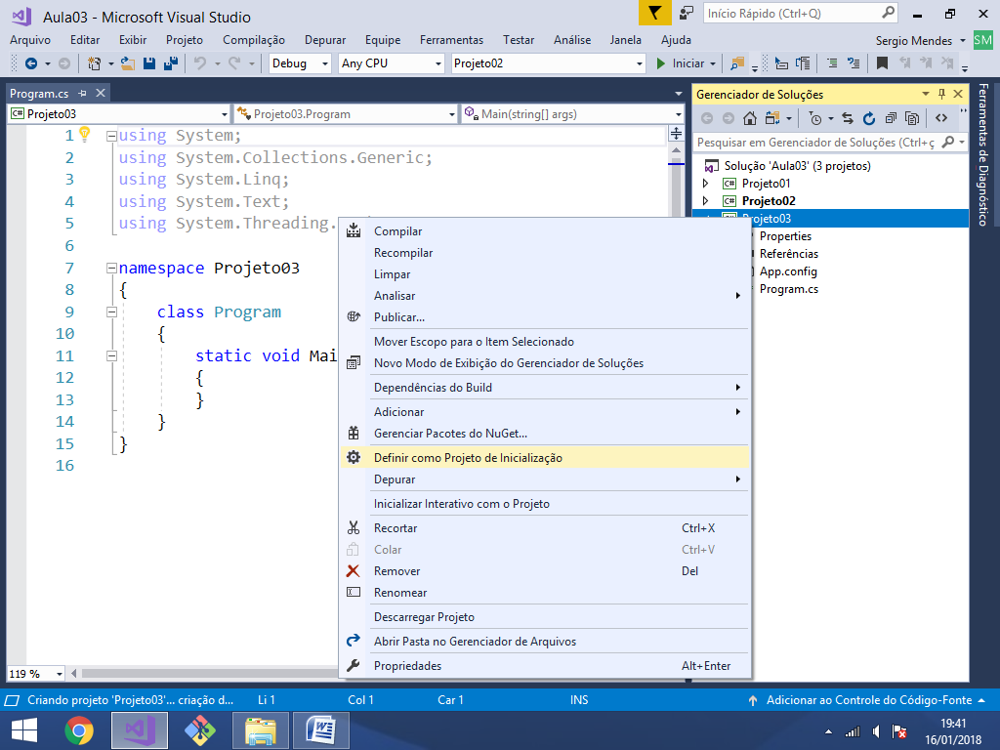 Aula03 - Microsoft Visual Studio
Início Rápido (Ctrl+Q)
Arquivo Editar Exibir Projeto Compilação Depurar Equipe Ferramentas Testar Análise Janela Ajuda
Sergio Mendes SM
Debug Any CPU Projeto02 Iniciar
Program.cs
Projeto03 Projeto03.Program Main(string[] args)
1 using System;
2 using System.Collections.Generic;
3 using System.Linq;
4 using System.Text;
5 using System.Threading.
6
7 namespace Projeto03
8 {
9 class Program
10 {
11 static void Mai
12 {
13 }
14 }
15 }
16
119 %
Compilar
Recompilar
Limpar
Analisar
Publicar...
Mover Escopo para o Item Selecionado
Novo Modo de Exibição do Gerenciador de Soluções
Dependências do Build
Adicionar
Gerenciar Pacotes do NuGet...
Definir como Projeto de Inicialização
Depurar
Inicializar Interativo com o Projeto
Recortar Ctrl+X
Colar Ctrl+V
Remover Del
Renomear
Descarregar Projeto
Abrir Pasta no Gerenciador de Arquivos
Propriedades Alt+Enter
Gerenciador de Soluções
Pesquisar em Gerenciador de Soluções (Ctrl+ç
Solução 'Aula03' (3 projetos)
C# Projeto01
C# Projeto02
Projeto03
Properties
Referências
App.config
Program.cs
Ferramentas de Diagnóstico
Criando projeto 'Projeto03'... criação d... Li 1 Col 1 Car 1 INS Adicionar ao Controle do Código-Fonte
19:41
16/01/2018